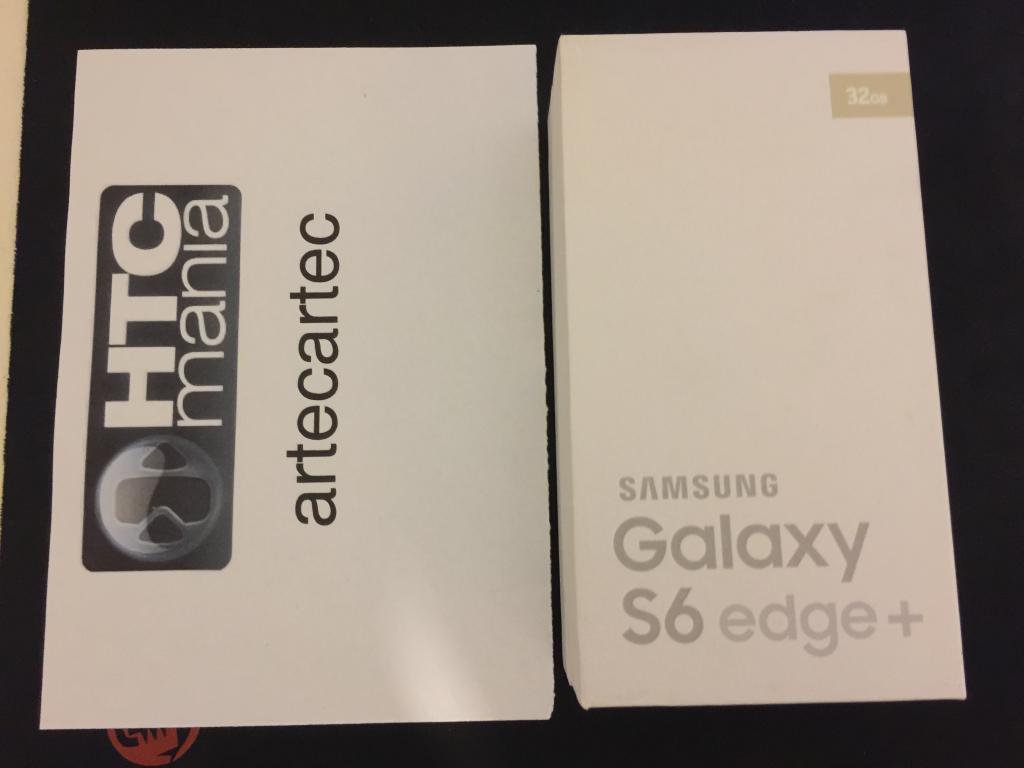 HTC
mania
artecartec
32GB
SAMSUNG
Galaxy
S6 edge+